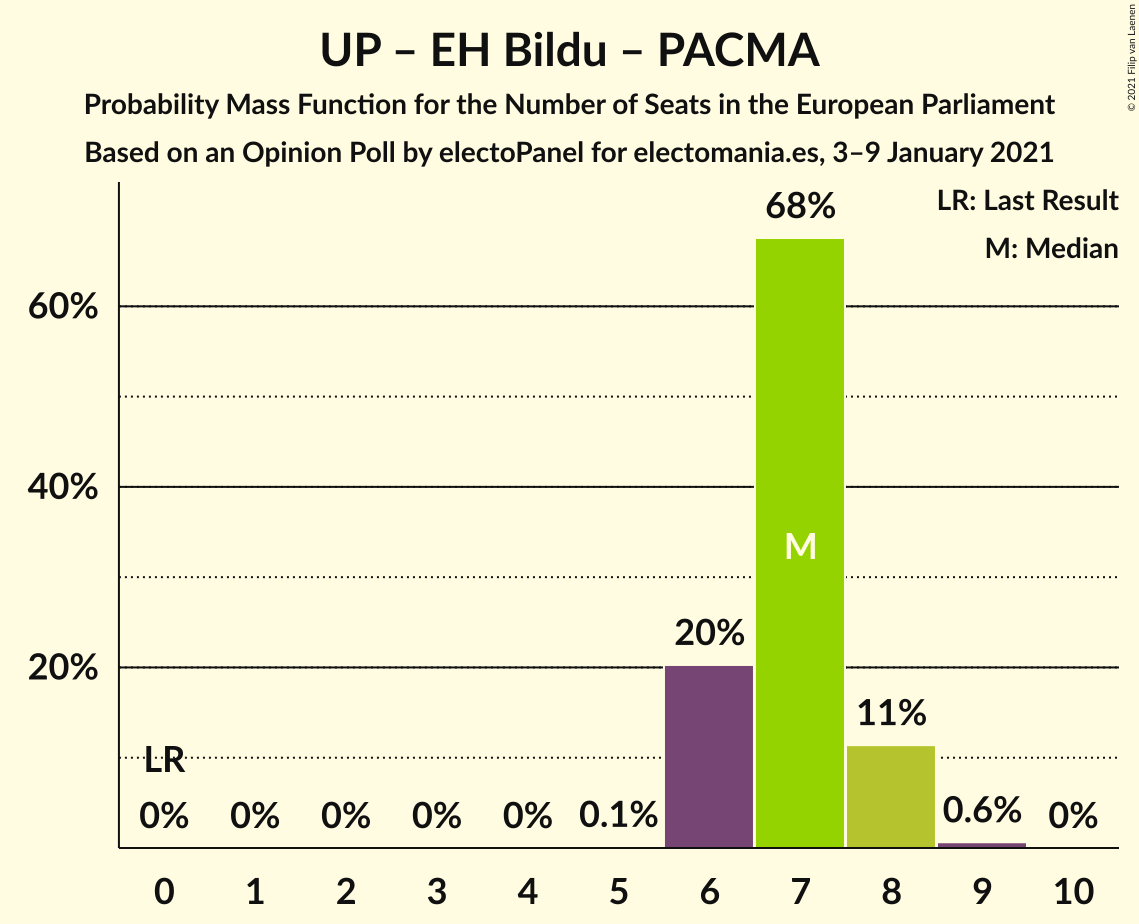 UP – EH Bildu – PACMA
Probability Mass Function for the Number of Seats in the European Parliament
Based on an Opinion Poll by electoPanel for electomania.es, 3–9 January 2021
© 2021 Filip van Laenen
LR: Last Result
M: Median
60%
40%
20%
LR
0%
0%
0%
0%
0%
0.1%
20%
68%
M
11%
0.6%
0%
0 1 2 3 4 5 6 7 8 9 10